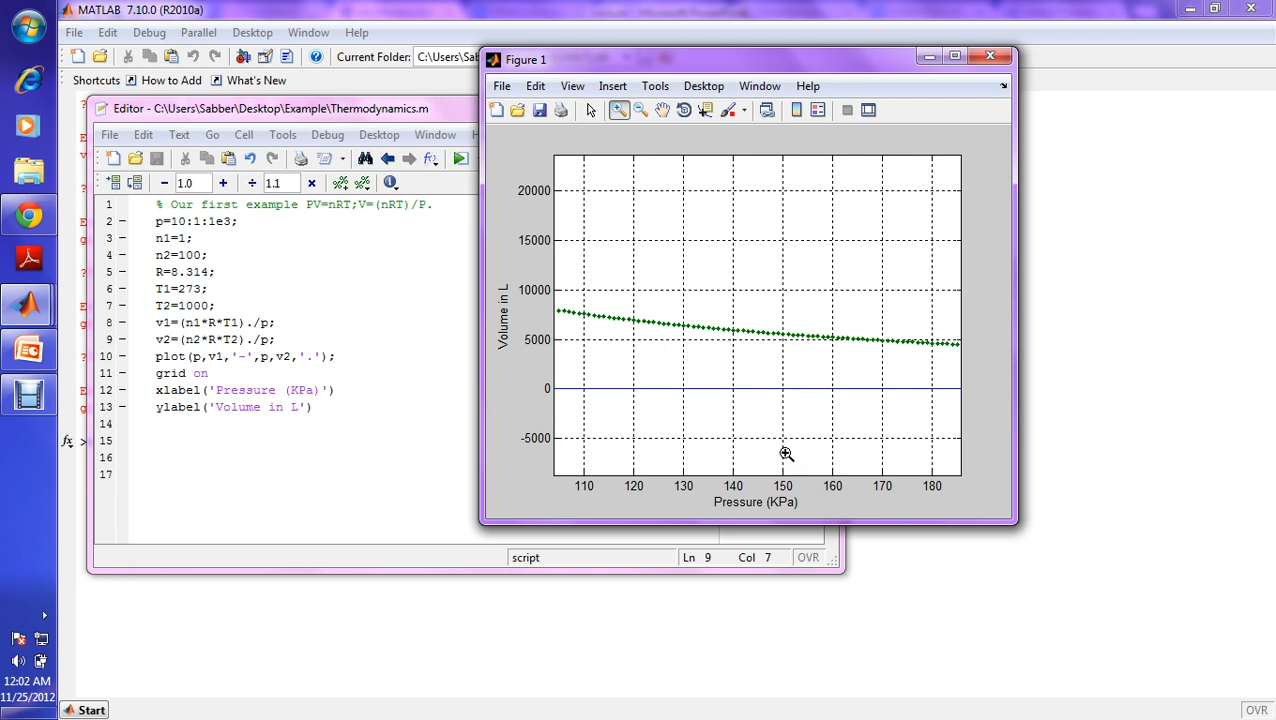 MATLAB 7.10.0 (R2010a)
File Edit Debug Parallel Desktop Window Help
Current Folder: C:\Users\Sab
Shortcuts How to Add What's New
Editor - C:\Users\Sabber\Desktop\Example\Thermodynamics.m
File Edit Text Go Cell Tools Debug Desktop Window
1.0 1.1
1 % Our first example PV=nRT;V=(nRT)/P.
2 p=10:1:1e3;
3 n1=1;
4 n2=100;
5 R=8.314;
6 T1=273;
7 T2=1000;
8 v1=(n1*R*T1)./p;
9 v2=(n2*R*T2)./p;
10 plot(p,v1,'-',p,v2,'.');
11 grid on
12 xlabel('Pressure (KPa)')
13 ylabel('Volume in L')
14
15
16
17
script Ln 9 Col 7 OVR
Figure 1
File Edit View Insert Tools Desktop Window Help
20000
15000
10000
5000
0
-5000
Volume in L
110 120 130 140 150 160 170 180
Pressure (KPa)
fx >
12:02 AM
11/25/2012
Start
OVR